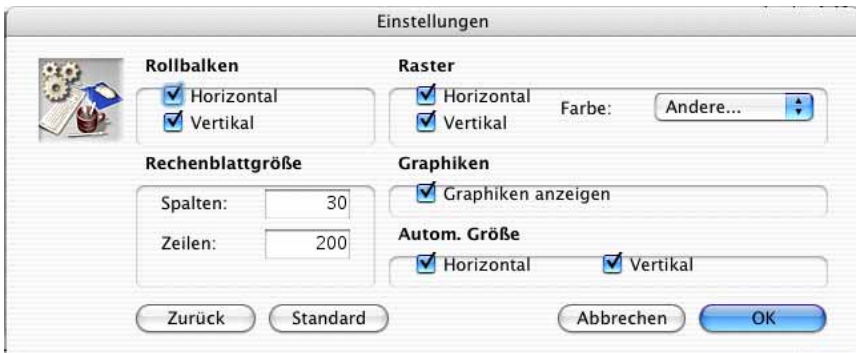 Einstellungen
Rollbalken
Horizontal
Vertikal
Raster
Horizontal
Vertikal
Farbe:
Andere...
Rechenblattgröße
Spalten:
30
Zeilen:
200
Graphiken
Graphiken anzeigen
Autom. Größe
Horizontal
Vertikal
Zurück
Standard
Abbrechen
OK